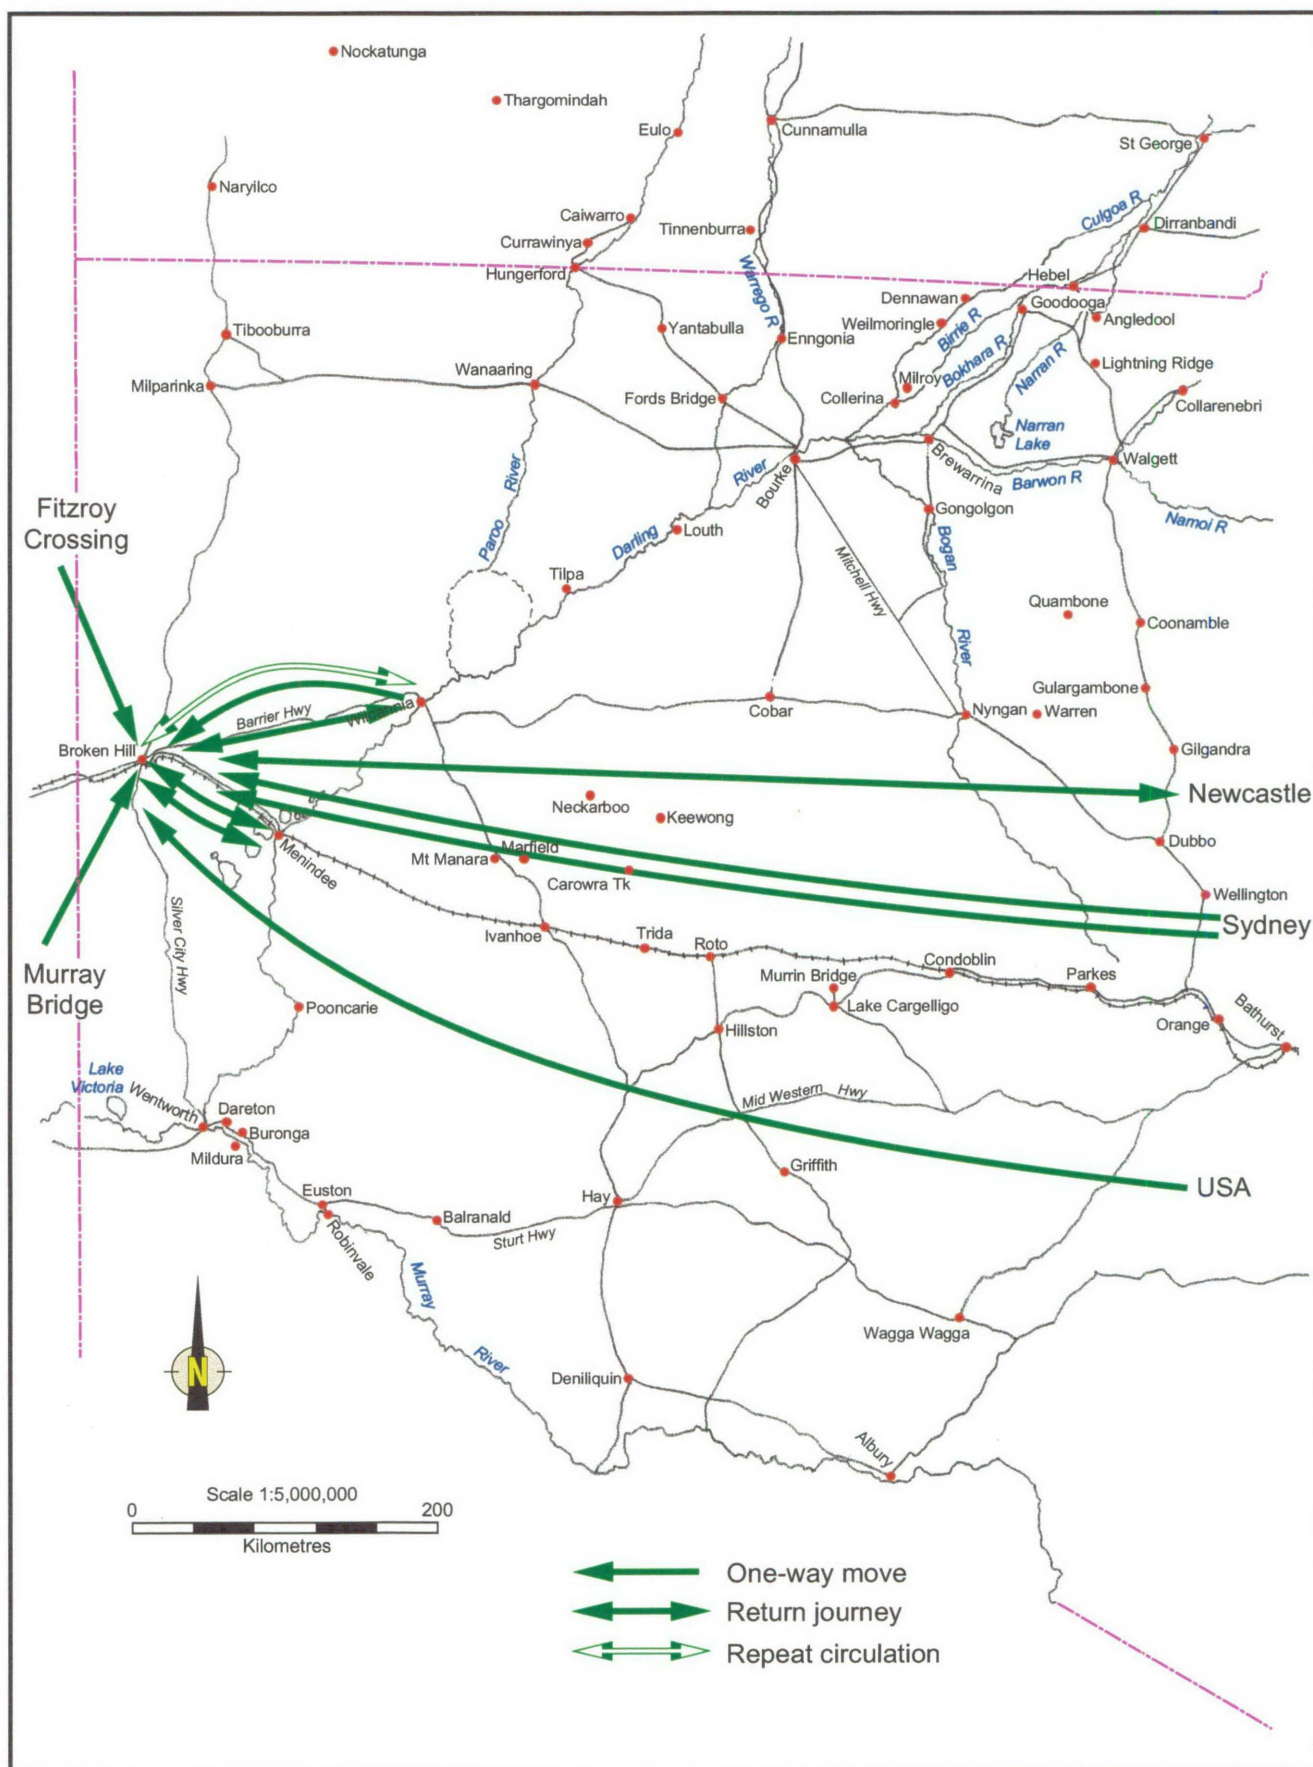 Nockatunga
Thargomindah
Eulo
Cunnamulla
St George
Naryilco
Culgoa R
Caiwarro
Tinnenburra
Dirranbandi
Currawinya
Hungerford
Warrego R
Hebel
Dennawan
Goodooga
Tibooburra
Yantabulla
Weilmoringle
Birrie R
Angledool
Enngonia
Bokhara R
Narran R
Lightning Ridge
Milparinka
Wanaaring
Milroy
Fords Bridge
Collerina
Collarenebri
Narran
Lake
Brewarrina
Walgett
River
Bourke
River
Barwon R
Fitzroy
Crossing
Gongolgon
Namoi R
Paroo
Darling
Louth
Bogan
Mitchell Hwy
Tilpa
Quambone
Coonamble
River
Gulargambone
Barrier Hwy
Wilcannia
Cobar
Nyngan
Warren
Broken Hill
Gilgandra
Neckarboo
Newcastle
Keewong
Menindee
Dubbo
Mt Manara
Marfield
Carowra Tk
Wellington
Silver City Hwy
Ivanhoe
Trida
Roto
Sydney
Murray
Bridge
Condoblin
Murrin Bridge
Parkes
Pooncarie
Lake Cargelligo
Bathurst
Hillston
Orange
Lake
Victoria
Wentworth
Mid Western Hwy
Dareton
Buronga
Mildura
Griffith
Euston
Hay
USA
Balranald
Robinvale
Sturt Hwy
Murray
Wagga Wagga
River
N
Deniliquin
Albury
Scale 1:5,000,000
0 200
Kilometres
One-way move
Return journey
Repeat circulation